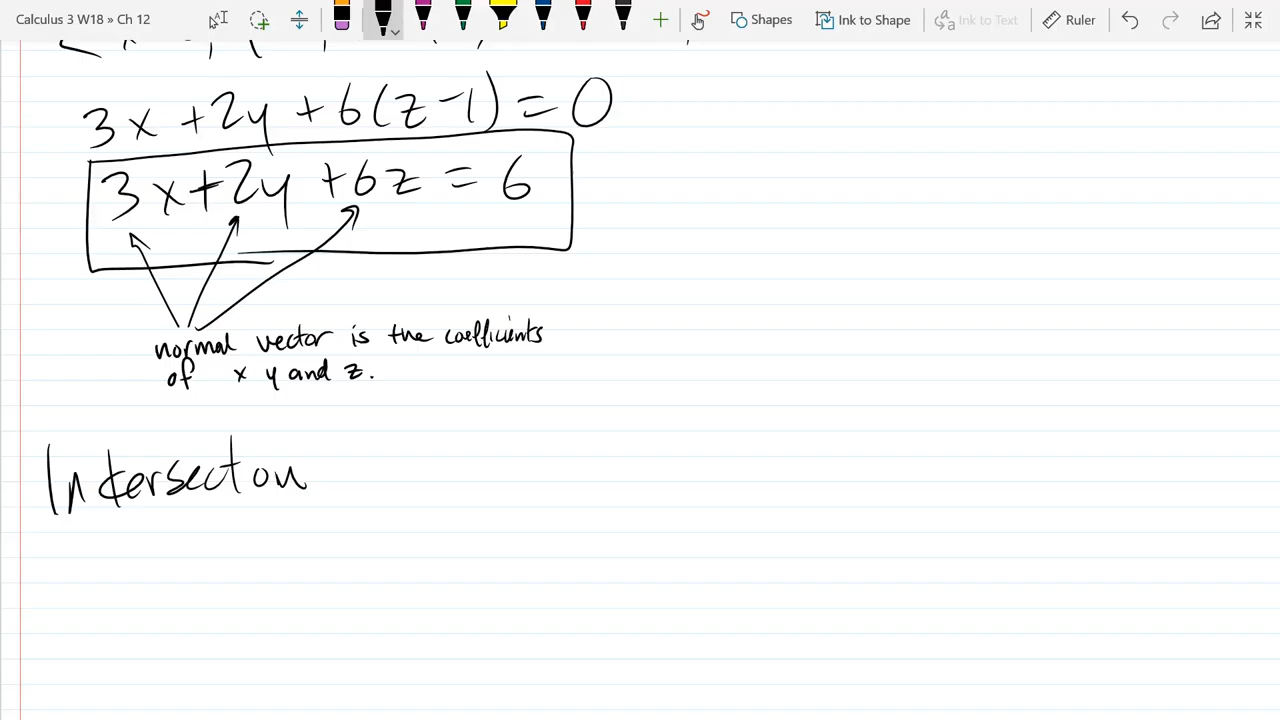 Calculus 3 W18 » Ch 12
Shapes
Ink to Shape
Ink to Text
Ruler
3x + 2y + 6(z - 1) = 0
3x + 2y + 6z = 6
normal vector is the coefficients
of x y and z.
Intersecton